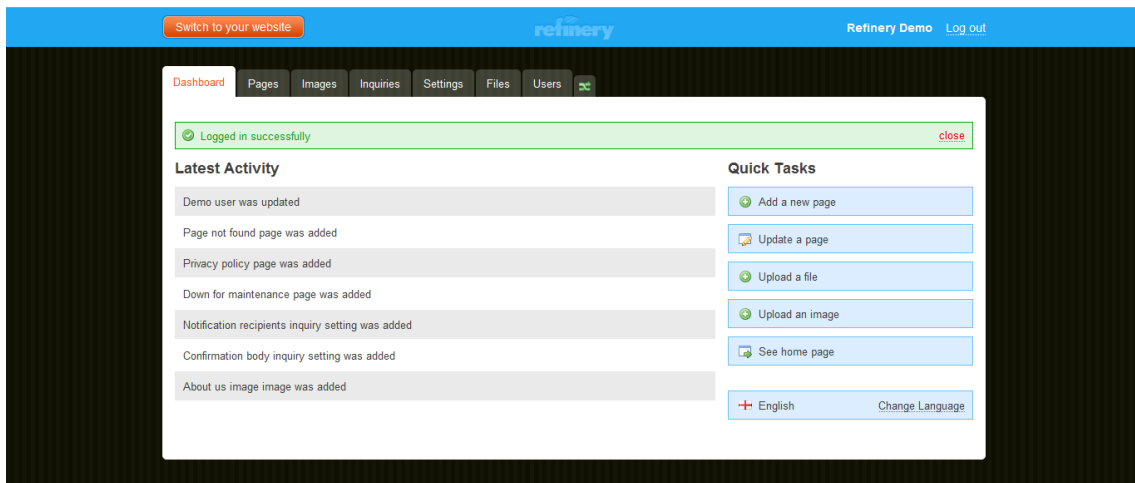 Switch to your website
refinery
Refinery Demo Log out
Dashboard Pages Images Inquiries Settings Files Users
Logged in successfully close
Latest Activity
Demo user was updated
Page not found page was added
Privacy policy page was added
Down for maintenance page was added
Notification recipients inquiry setting was added
Confirmation body inquiry setting was added
About us image image was added
Quick Tasks
Add a new page
Update a page
Upload a file
Upload an image
See home page
English Change Language